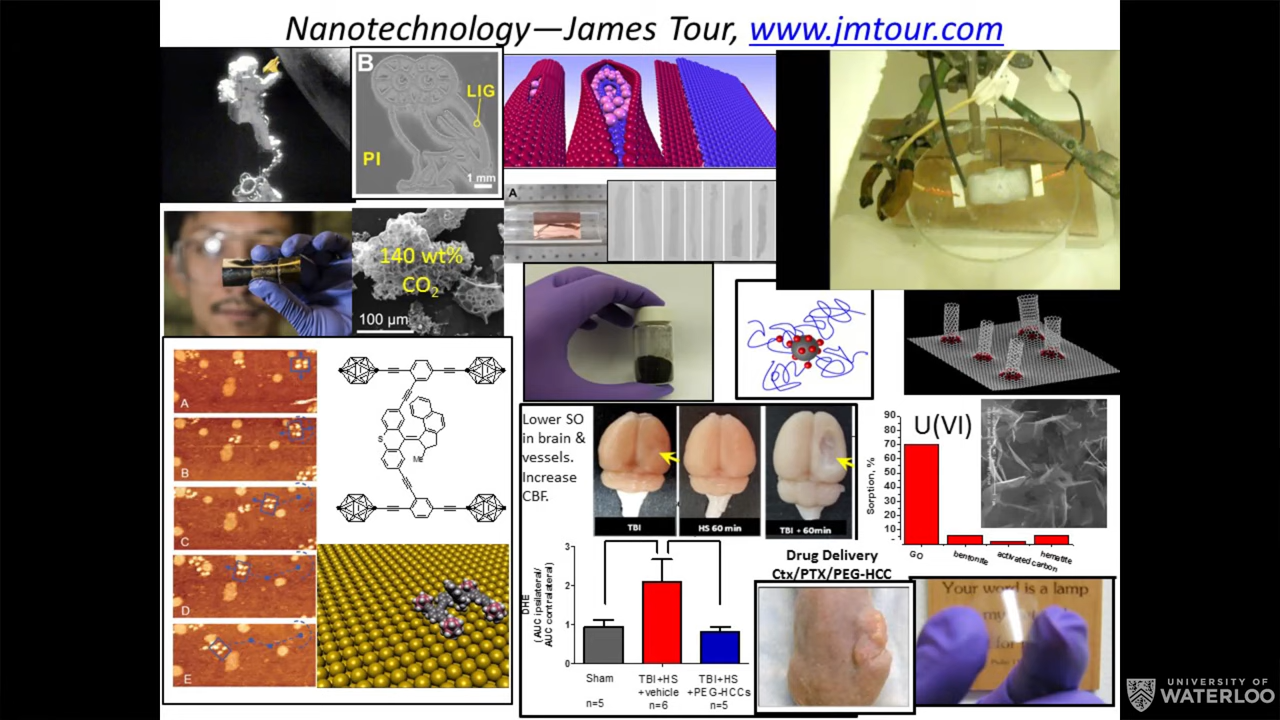 Nanotechnology—James Tour, www.jmtour.com
B
LIG
PI
1 mm
A
140 wt%
CO₂
100 µm
A
B
C
D
E
S
Me
Lower SO
in brain &
vessels.
Increase
CBF.
TBI
HS 60 min
TBI + 60min
DHE
(AUC ipsilateral/
AUC contralateral)
3
2
1
0
Sham
n=5
TBI+HS
+vehicle
n=6
TBI+HS
+PEG-HCCs
n=5
U(VI)
Sorption, %
90
80
70
60
50
40
30
20
10
-
GO
bentonite
activated carbon
hematite
Drug Delivery
Ctx/PTX/PEG-HCC
Your word is a lamp
UNIVERSITY OF
WATERLOO